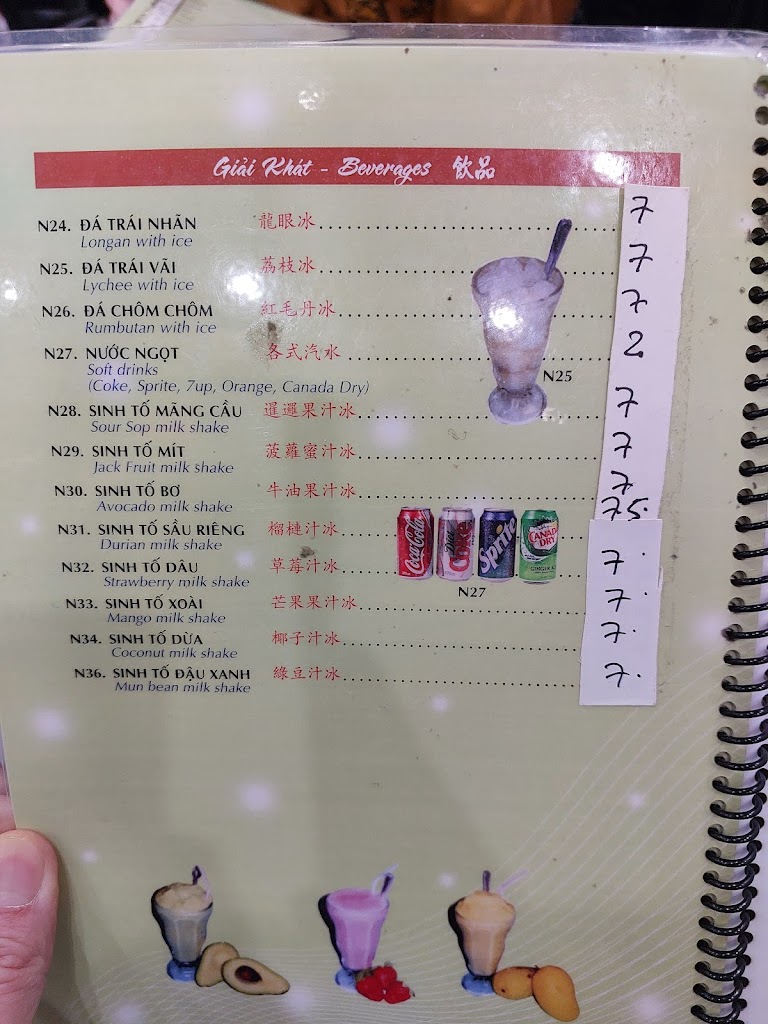 Giải Khát - Beverages 飲品
N24. ĐÁ TRÁI NHÃN 龍眼冰 7
Longan with ice
N25. ĐÁ TRÁI VẢI 荔枝冰 7
Lychee with ice
N26. ĐÁ CHÔM CHÔM 紅毛丹冰 7
Rumbutan with ice
N27. NƯỚC NGỌT 各式汽水 2.
Soft drinks
(Coke, Sprite, 7up, Orange, Canada Dry)
N25
N28. SINH TỐ MÃNG CẦU 暹邏果汁冰 7
Sour Sop milk shake
N29. SINH TỐ MÍT 菠蘿蜜汁冰 7
Jack Fruit milk shake
N30. SINH TỐ BƠ 牛油果汁冰 7
Avocado milk shake
N31. SINH TỐ SẦU RIÊNG 榴槤汁冰 75.
Durian milk shake
N32. SINH TỐ DÂU 草莓汁冰 7.
Strawberry milk shake
N33. SINH TỐ XOÀI 芒果果汁冰 7.
Mango milk shake
N34. SINH TỐ DỪA 椰子汁冰 7.
Coconut milk shake
N36. SINH TỐ ĐẬU XANH 綠豆汁冰 7.
Mun bean milk shake
Coca-Cola
Diet Coke
Sprite
CANADA DRY
GINGER ALE
N27